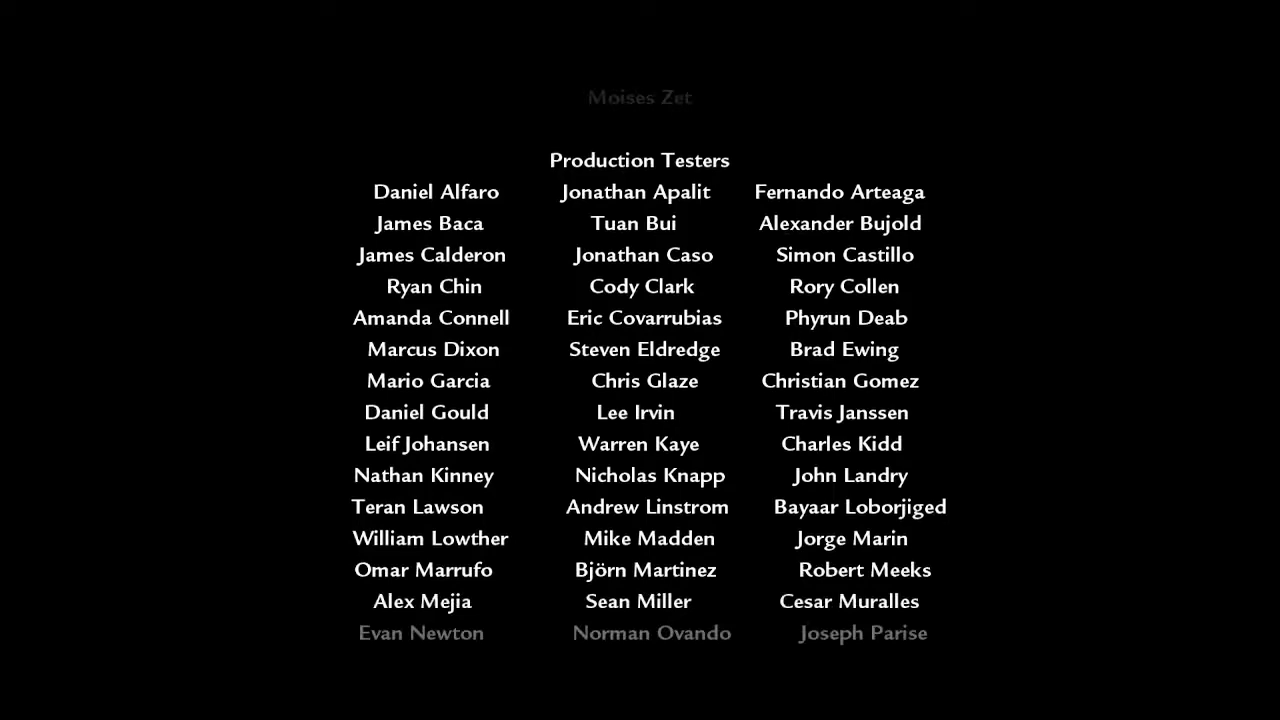 Moises Zet
Production Testers
Daniel Alfaro Jonathan Apalit Fernando Arteaga
James Baca Tuan Bui Alexander Bujold
James Calderon Jonathan Caso Simon Castillo
Ryan Chin Cody Clark Rory Collen
Amanda Connell Eric Covarrubias Phyrun Deab
Marcus Dixon Steven Eldredge Brad Ewing
Mario Garcia Chris Glaze Christian Gomez
Daniel Gould Lee Irvin Travis Janssen
Leif Johansen Warren Kaye Charles Kidd
Nathan Kinney Nicholas Knapp John Landry
Teran Lawson Andrew Linstrom Bayaar Loborjiged
William Lowther Mike Madden Jorge Marin
Omar Marrufo Björn Martinez Robert Meeks
Alex Mejia Sean Miller Cesar Muralles
Evan Newton Norman Ovando Joseph Parise